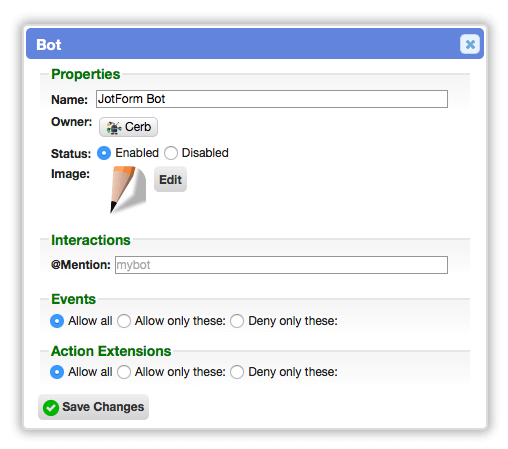 Bot
Properties
Name: JotForm Bot
Owner: Cerb
Status: Enabled Disabled
Image: Edit
Interactions
@Mention: mybot
Events
Allow all Allow only these: Deny only these:
Action Extensions
Allow all Allow only these: Deny only these:
Save Changes